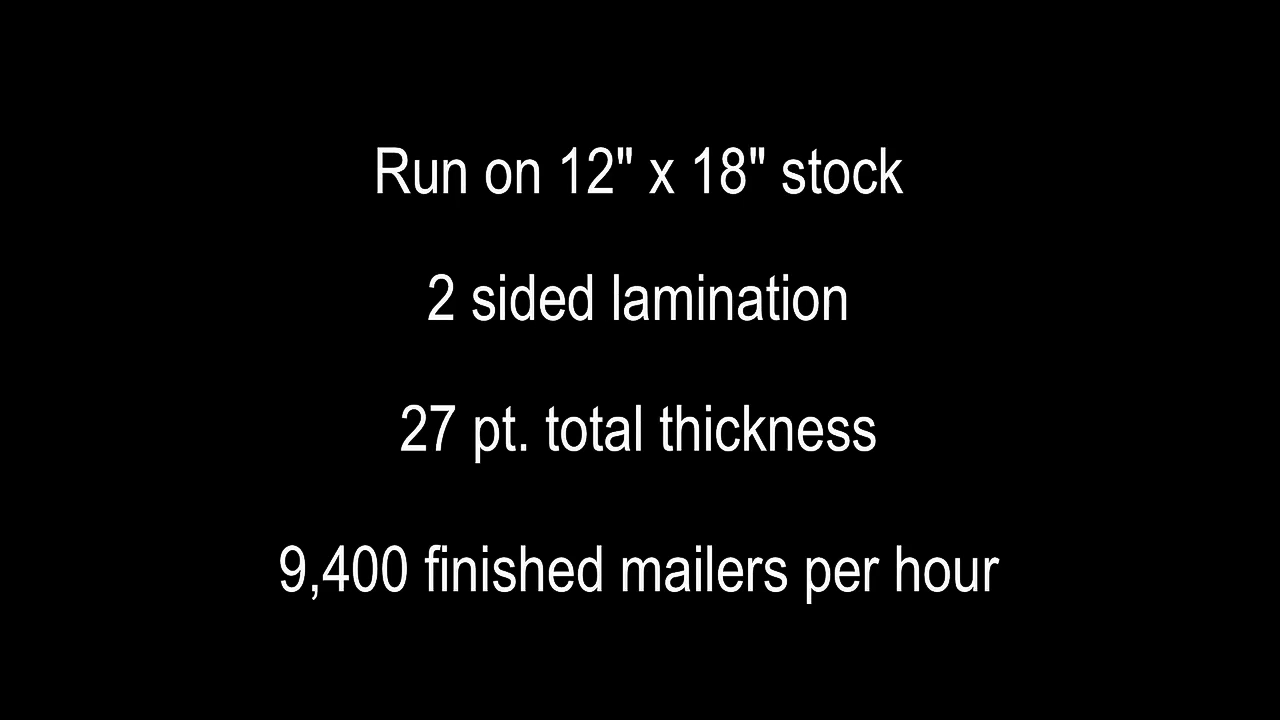 Run on 12" x 18" stock
2 sided lamination
27 pt. total thickness
9,400 finished mailers per hour